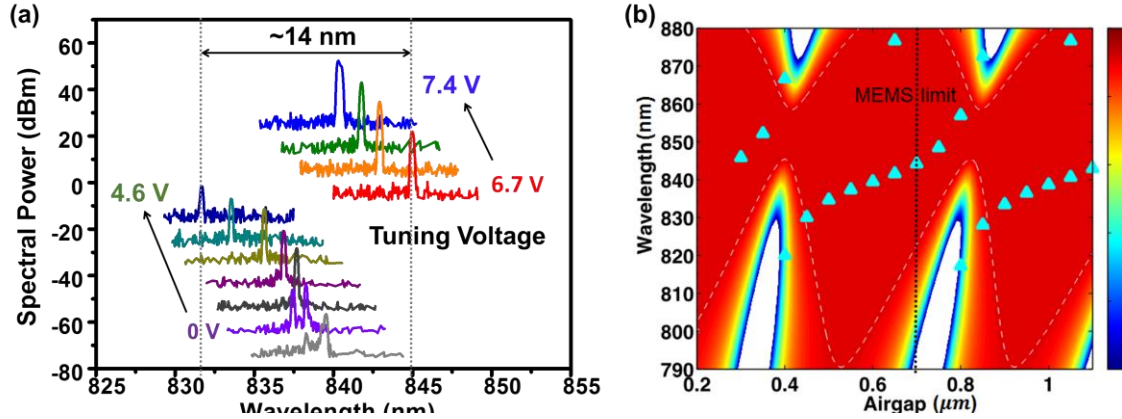 (a)
60
40
20
0
-20
-40
-60
-80
Spectral Power (dBm)
~14 nm
7.4 V
6.7 V
4.6 V
0 V
Tuning Voltage
825 830 835 840 845 850 855
Wavelength (nm)
(b)
880
870
860
850
840
830
820
810
800
790
Wavelength(nm)
MEMS limit
0.2 0.4 0.6 0.8 1
Airgap (μm)